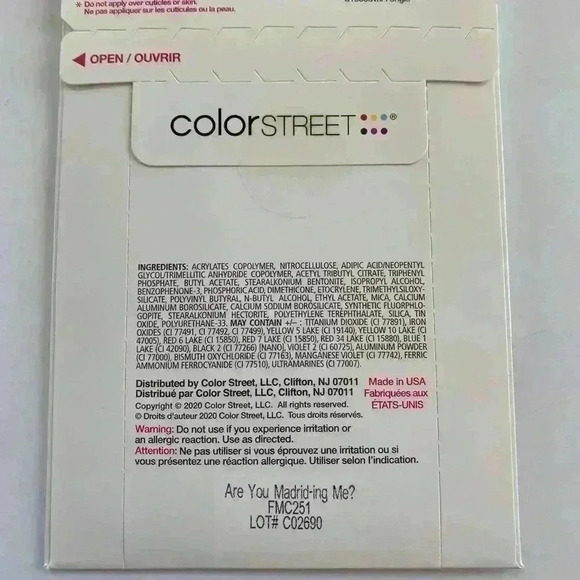 * Do not apply over cuticles or skin.
Ne pas appliquer sur les cuticules ou la peau.
OPEN / OUVRIR
colorSTREET®
INGREDIENTS: ACRYLATES COPOLYMER, NITROCELLULOSE, ADIPIC ACID/NEOPENTYL
GLYCOL/TRIMELLITIC ANHYDRIDE COPOLYMER, ACETYL TRIBUTYL CITRATE, TRIPHENYL
PHOSPHATE, BUTYL ACETATE, STEARALKONIUM BENTONITE, ISOPROPYL ALCOHOL,
BENZOPHENONE-3, PHOSPHORIC ACID, DIMETHICONE, ETOCRYLENE, TRIMETHYLSILOXY-
SILICATE, POLYVINYL BUTYRAL, N-BUTYL ALCOHOL, ETHYL ACETATE, MICA, CALCIUM
ALUMINUM BOROSILICATE, CALCIUM SODIUM BOROSILICATE, SYNTHETIC FLUORPHLO-
GOPITE, STEARALKONIUM HECTORITE, POLYETHYLENE TEREPHTHALATE, SILICA, TIN
OXIDE, POLYURETHANE-33. MAY CONTAIN +/– : TITANIUM DIOXIDE (CI 77891), IRON
OXIDES (CI 77491, CI 77492, CI 77499), YELLOW 5 LAKE (CI 19140), YELLOW 10 LAKE (CI
47005), RED 6 LAKE (CI 15850), RED 7 LAKE (CI 15850), RED 34 LAKE (CI 15880), BLUE 1
LAKE (CI 42090), BLACK 2 (CI 77266) [NANO], VIOLET 2 (CI 60725), ALUMINUM POWDER
(CI 77000), BISMUTH OXYCHLORIDE (CI 77163), MANGANESE VIOLET (CI 77742), FERRIC
AMMONIUM FERROCYANIDE (CI 77510), ULTRAMARINES (CI 77007).
Distributed by Color Street, LLC, Clifton, NJ 07011
Distribué par Color Street, LLC, Clifton, NJ 07011
Made in USA
Fabriquées aux
ÉTATS-UNIS
Copyright © 2020 Color Street, LLC. All rights reserved.
© Droits d'auteur 2020 Color Street, LLC. Tous droits réservés.
Warning: Do not use if you experience irritation or
an allergic reaction. Use as directed.
Attention: Ne pas utiliser si vous éprouvez une irritation ou si
vous présentez une réaction allergique. Utiliser selon l'indication.
Are You Madrid-ing Me?
FMC251
LOT# C02690